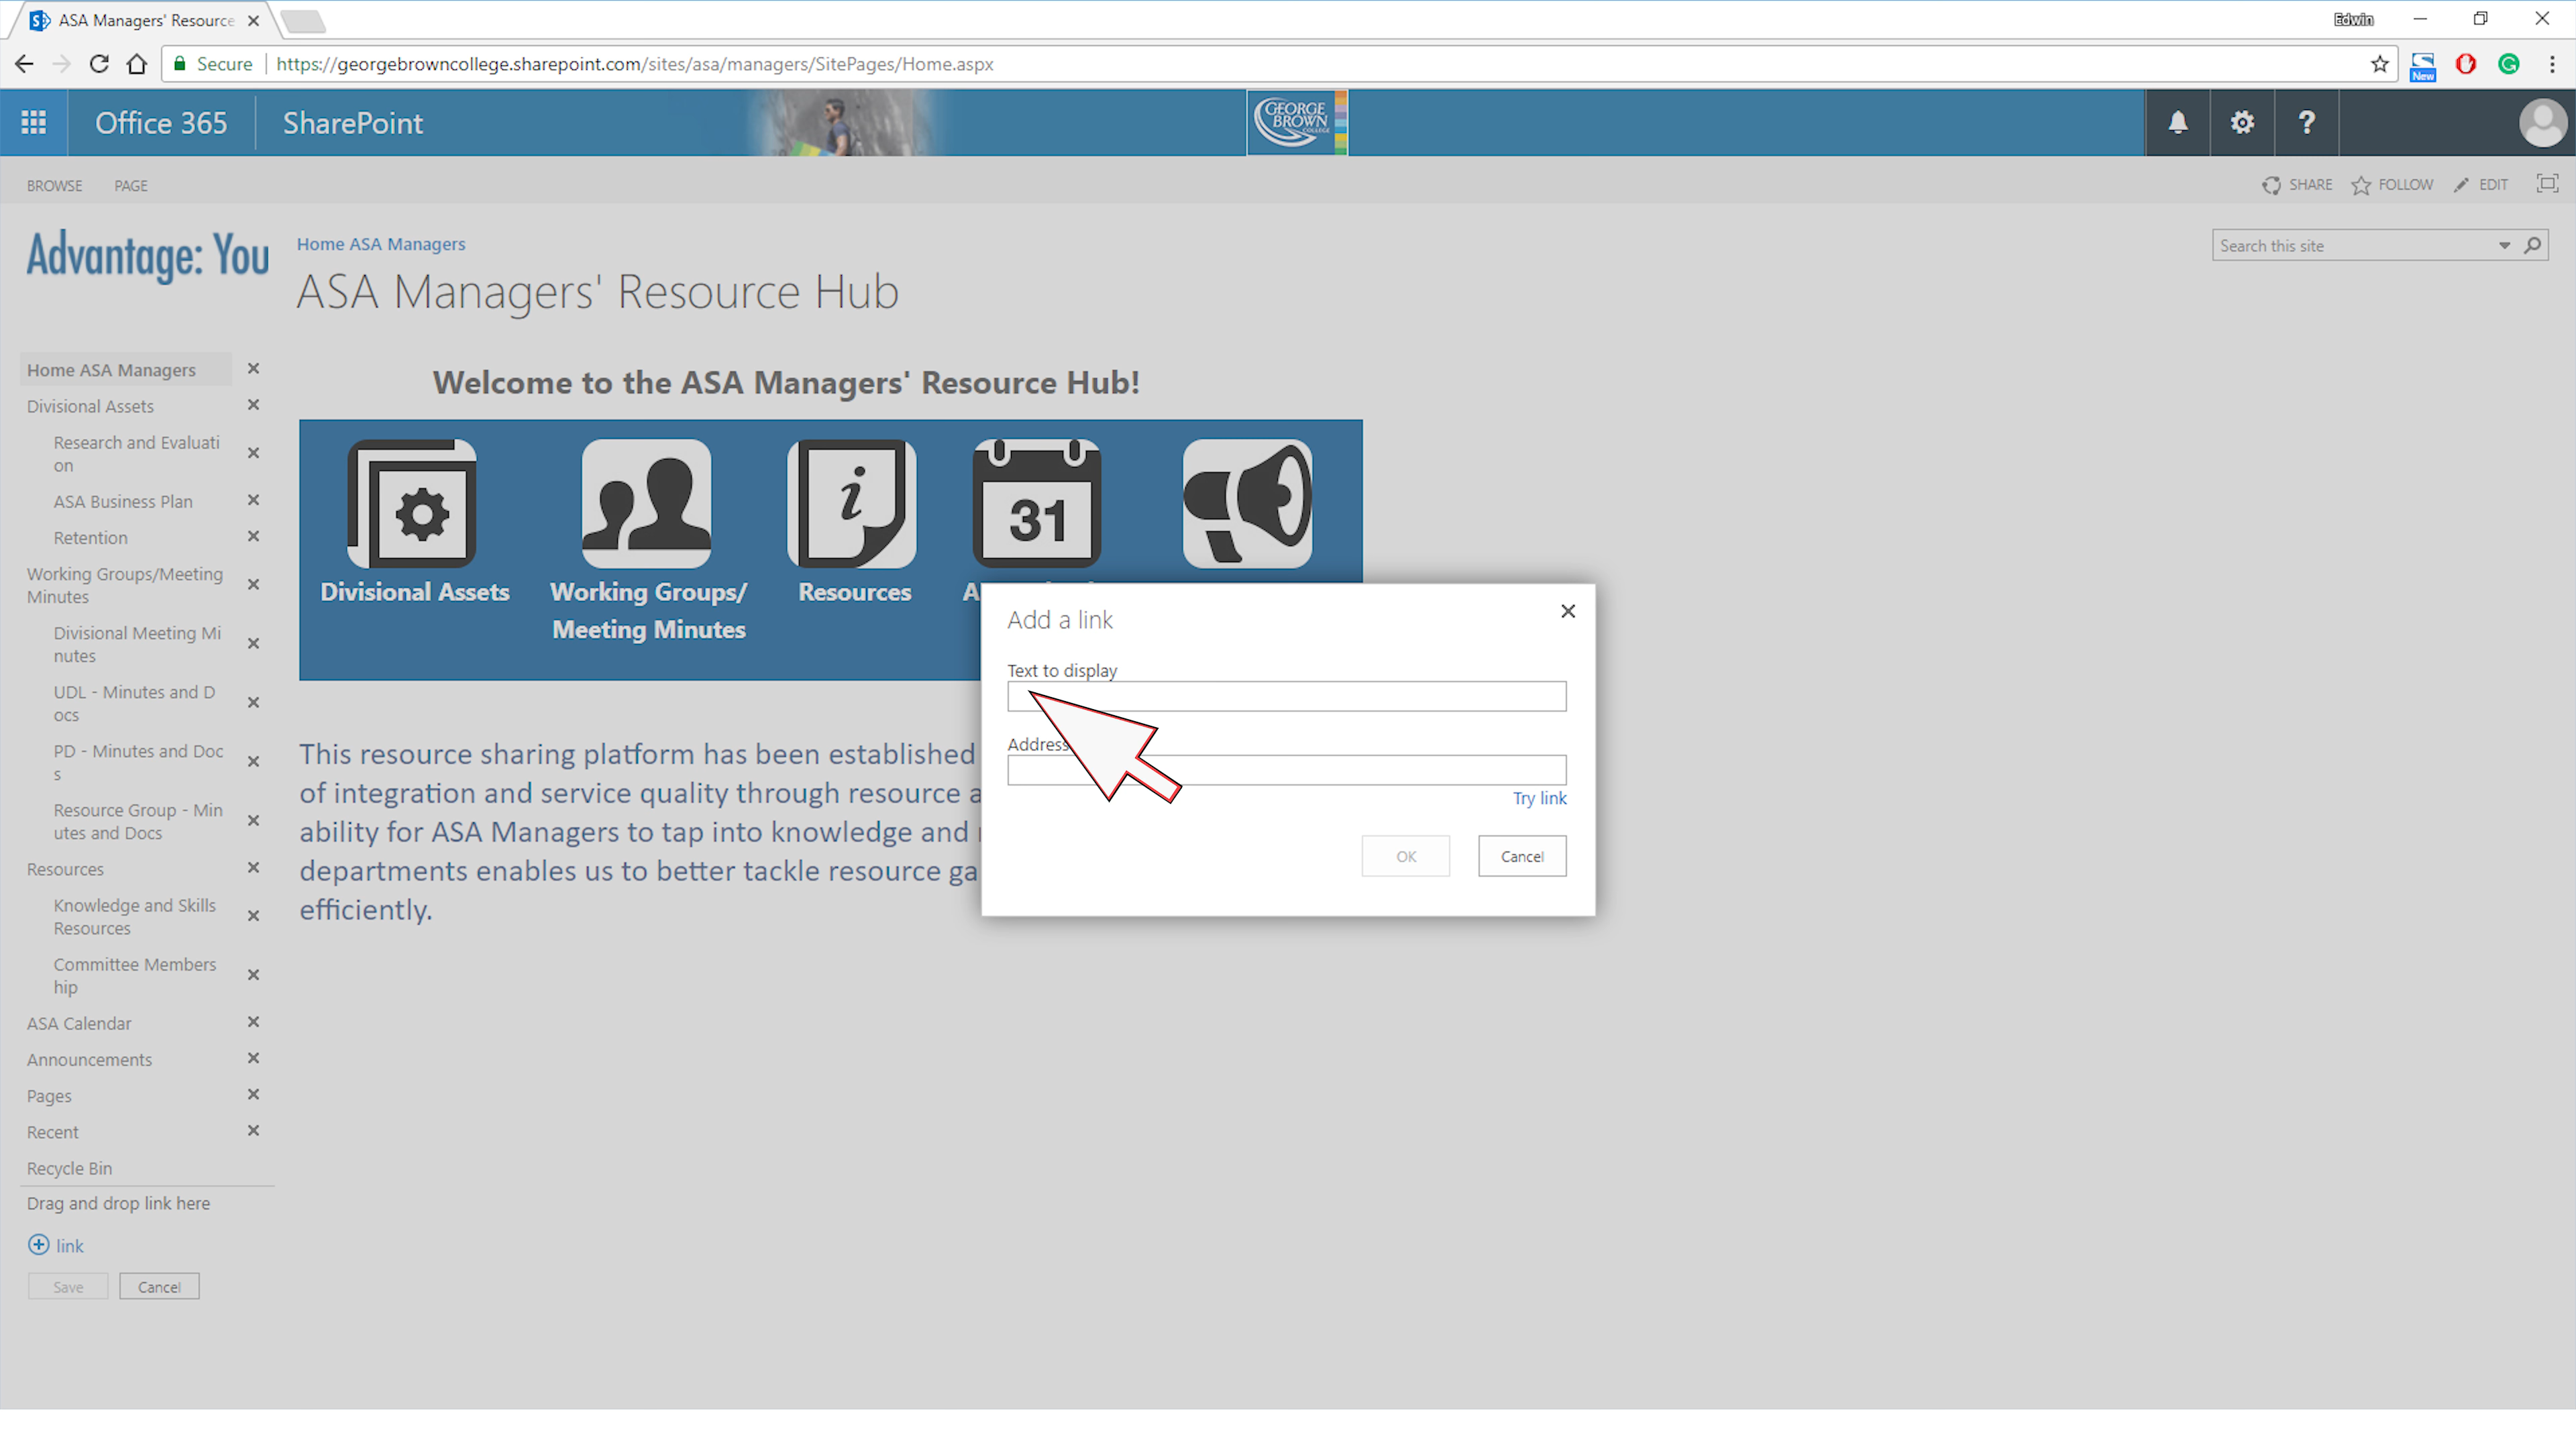 ASA Managers' Resource
Edwin
Secure
https://georgebrowncollege.sharepoint.com/sites/asa/managers/SitePages/Home.aspx
New
Office 365
SharePoint
GEORGE
BROWN
COLLEGE
?
BROWSE
PAGE
SHARE
FOLLOW
EDIT
Advantage: You
Home ASA Managers
Search this site
ASA Managers' Resource Hub
Home ASA Managers
Divisional Assets
Research and Evaluati
on
ASA Business Plan
Retention
Working Groups/Meeting
Minutes
Divisional Meeting Mi
nutes
UDL - Minutes and D
ocs
PD - Minutes and Doc
s
Resource Group - Min
utes and Docs
Resources
Knowledge and Skills
Resources
Committee Members
hip
ASA Calendar
Announcements
Pages
Recent
Recycle Bin
Drag and drop link here
link
Save
Cancel
Welcome to the ASA Managers' Resource Hub!
31
Divisional Assets
Working Groups/
Meeting Minutes
Resources
This resource sharing platform has been established
of integration and service quality through resource
ability for ASA Managers to tap into knowledge and
departments enables us to better tackle resource
efficiently.
Add a link
Text to display
Address
Try link
OK
Cancel